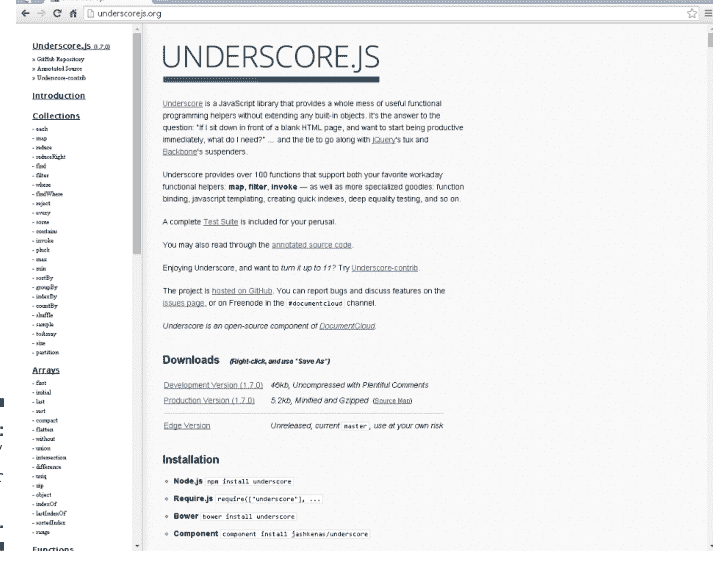 underscorejs.org
Underscore.js (1.7.0)
» GitHub Repository
» Annotated Source
» Underscore-contrib
Introduction
Collections
- each
- map
- reduce
- reduceRight
- find
- filter
- where
- findWhere
- reject
- every
- some
- contains
- invoke
- pluck
- max
- min
- sortBy
- groupBy
- indexBy
- countBy
- shuffle
- sample
- toArray
- size
- partition
Arrays
- first
- initial
- last
- rest
- compact
- flatten
- without
- union
- intersection
- difference
- uniq
- zip
- object
- indexOf
- lastIndexOf
- sortedIndex
- range
Functions
UNDERSCORE.JS
Underscore is a JavaScript library that provides a whole mess of useful functional
programming helpers without extending any built-in objects. It's the answer to the
question: "If I sit down in front of a blank HTML page, and want to start being productive
immediately, what do I need?" ... and the tie to go along with jQuery's tux and
Backbone's suspenders.
Underscore provides over 100 functions that support both your favorite workaday
functional helpers: map, filter, invoke — as well as more specialized goodies: function
binding, javascript templating, creating quick indexes, deep equality testing, and so on.
A complete Test Suite is included for your perusal.
You may also read through the annotated source code.
Enjoying Underscore, and want to turn it up to 11? Try Underscore-contrib.
The project is hosted on GitHub. You can report bugs and discuss features on the
issues page, or on Freenode in the #documentcloud channel.
Underscore is an open-source component of DocumentCloud.
Downloads (Right-click, and use "Save As")
Development Version (1.7.0) 46kb, Uncompressed with Plentiful Comments
Production Version (1.7.0) 5.2kb, Minified and Gzipped (Source Map)
Edge Version Unreleased, current master, use at your own risk
Installation
◦ Node.js npm install underscore
◦ Require.js require(["underscore"], ...
◦ Bower bower install underscore
◦ Component component install jashkenas/underscore